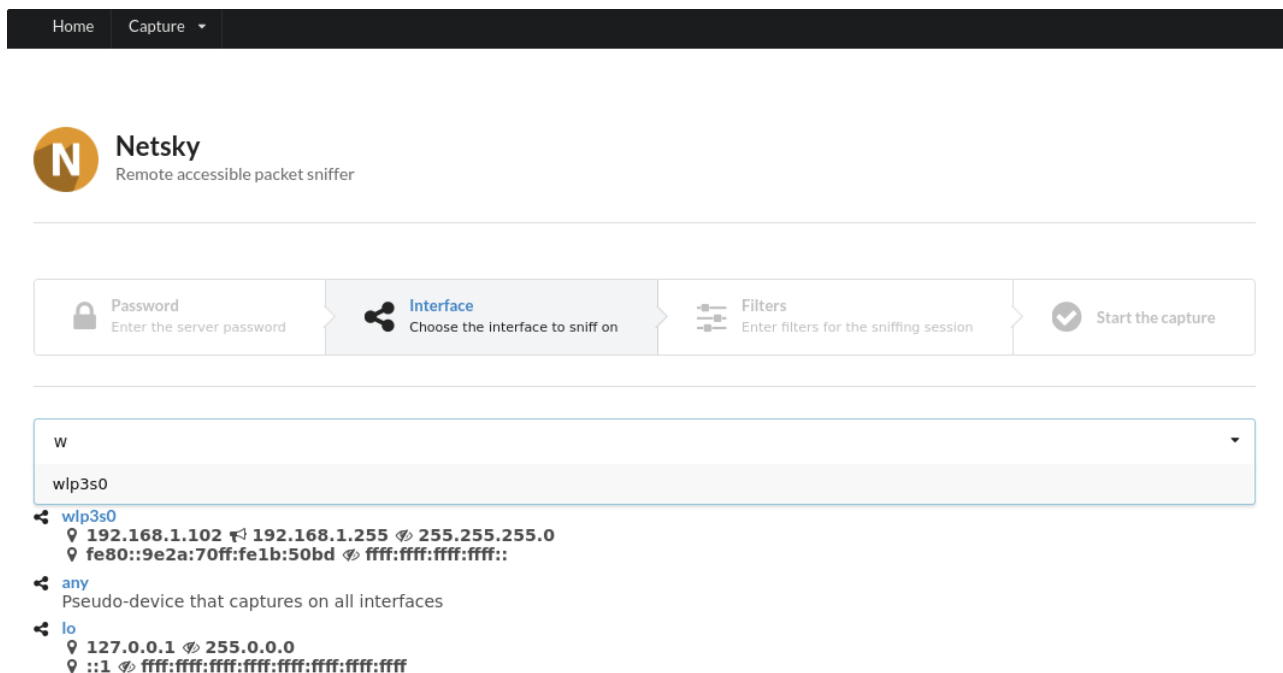 Home Capture
N
Netsky
Remote accessible packet sniffer
Password
Enter the server password
Interface
Choose the interface to sniff on
Filters
Enter filters for the sniffing session
Start the capture
w
wlp3s0
wlp3s0
192.168.1.102 192.168.1.255 255.255.255.0
fe80::9e2a:70ff:fe1b:50bd ffff:ffff:ffff:ffff::
any
Pseudo-device that captures on all interfaces
lo
127.0.0.1 255.0.0.0
::1 ffff:ffff:ffff:ffff:ffff:ffff:ffff:ffff